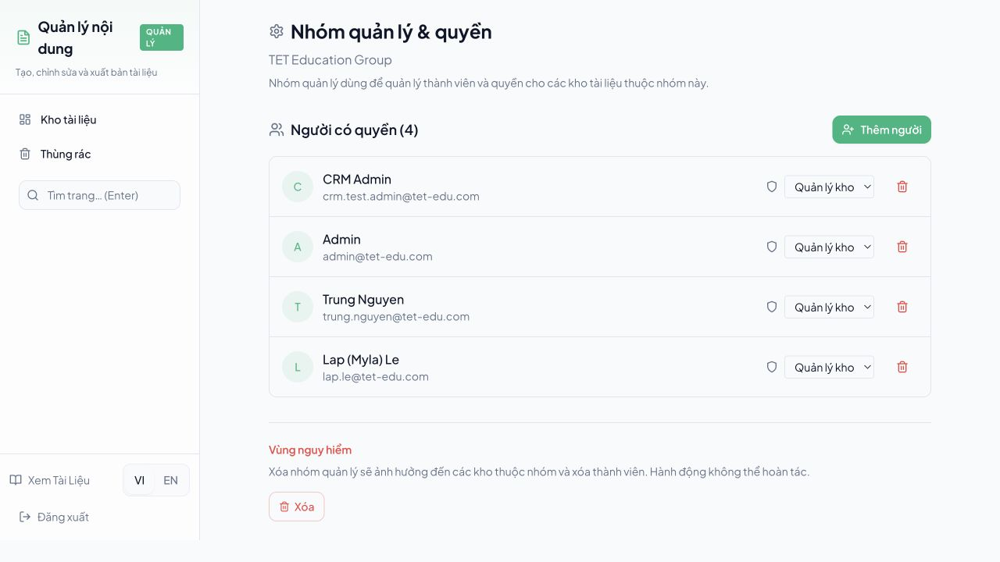 Quản lý nội
dung
QUẢN
LÝ
Tạo, chỉnh sửa và xuất bản tài liệu
Kho tài liệu
Thùng rác
Tìm trang... (Enter)
Xem Tài Liệu
VI
EN
Đăng xuất
Nhóm quản lý & quyền
TET Education Group
Nhóm quản lý dùng để quản lý thành viên và quyền cho các kho tài liệu thuộc nhóm này.
Người có quyền (4)
Thêm người
C
CRM Admin
crm.test.admin@tet-edu.com
Quản lý kho
A
Admin
admin@tet-edu.com
Quản lý kho
T
Trung Nguyen
trung.nguyen@tet-edu.com
Quản lý kho
L
Lap (Myla) Le
lap.le@tet-edu.com
Quản lý kho
Vùng nguy hiểm
Xóa nhóm quản lý sẽ ảnh hưởng đến các kho thuộc nhóm và xóa thành viên. Hành động không thể hoàn tác.
Xóa